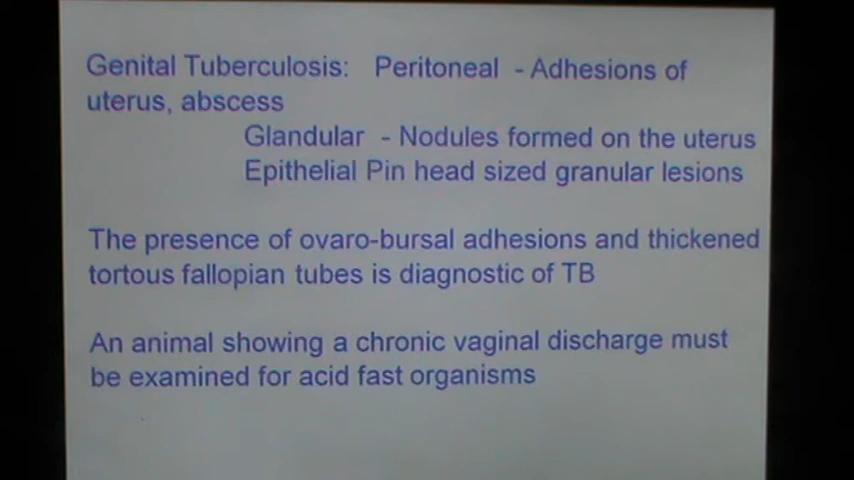 Genital Tuberculosis: Peritoneal - Adhesions of
uterus, abscess
Glandular - Nodules formed on the uterus
Epithelial Pin head sized granular lesions
The presence of ovaro-bursal adhesions and thickened
tortous fallopian tubes is diagnostic of TB
An animal showing a chronic vaginal discharge must
be examined for acid fast organisms